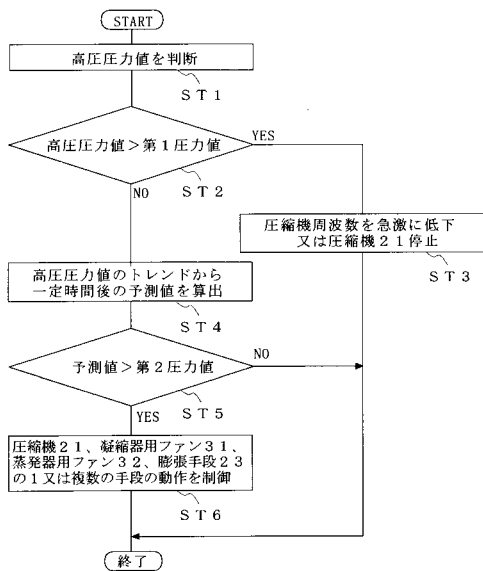 START
高圧圧力値を判断
ST1
高圧圧力値>第1圧力値
YES
ST2
NO
圧縮機周波数を急激に低下
又は圧縮機21停止
ST3
高圧圧力値のトレンドから
一定時間後の予測値を算出
ST4
予測値>第2圧力値
NO
ST5
YES
圧縮機21、凝縮器用ファン31、
蒸発器用ファン32、膨張手段23
の1又は複数の手段の動作を制御
ST6
終了